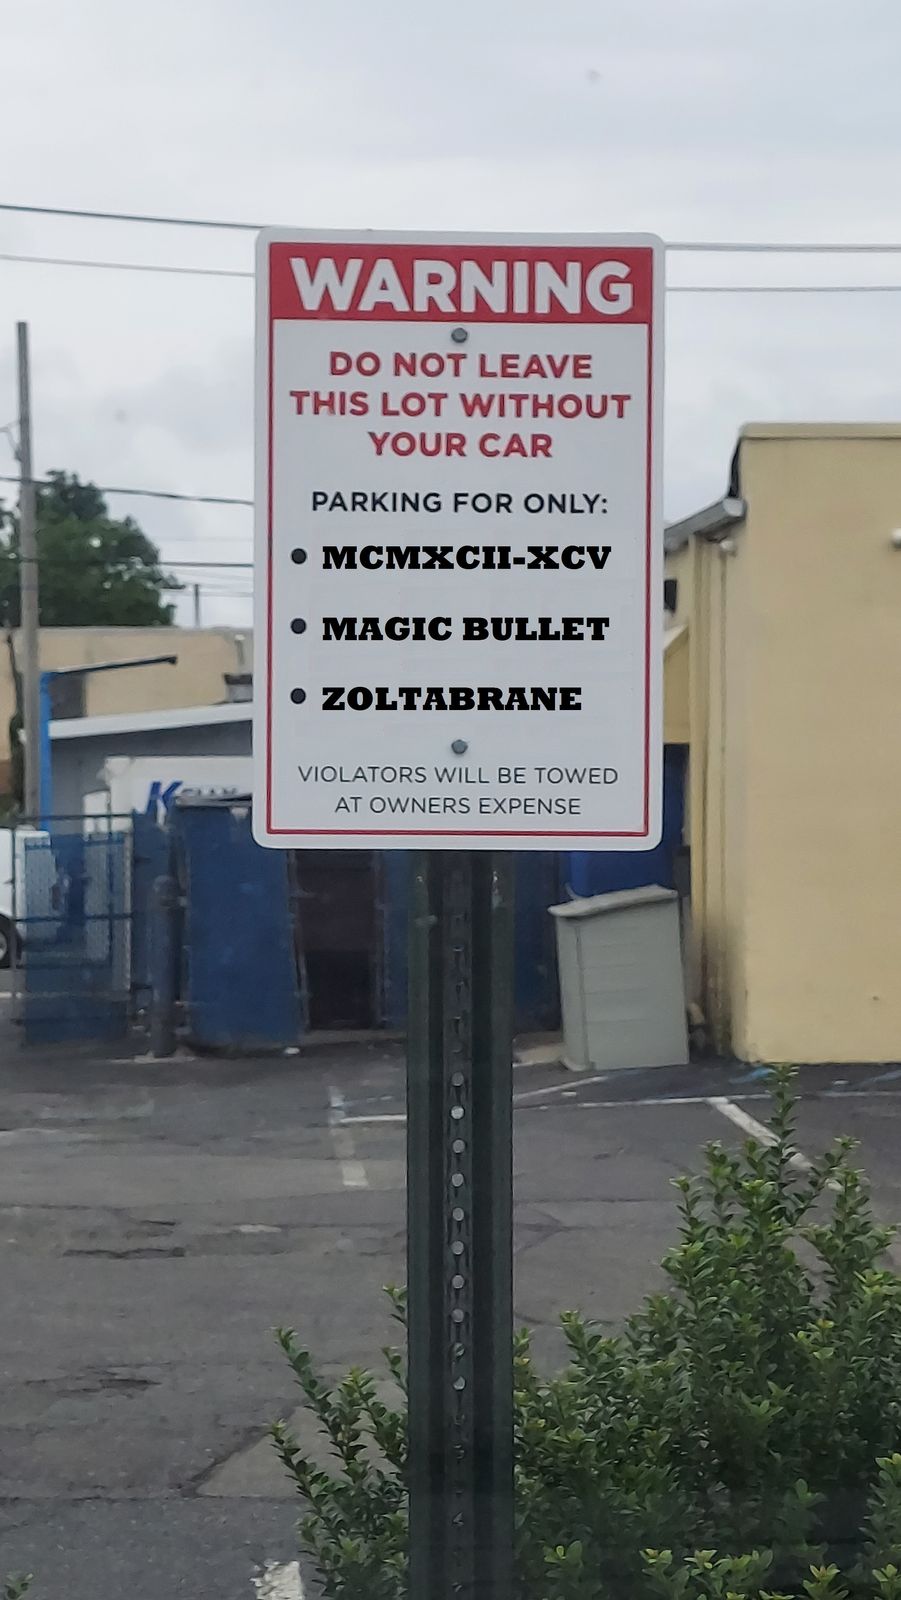 WARNING
DO NOT LEAVE
THIS LOT WITHOUT
YOUR CAR
PARKING FOR ONLY:
• MCMXCII-XCV
• MAGIC BULLET
• ZOLTABRANE
VIOLATORS WILL BE TOWED
AT OWNERS EXPENSE